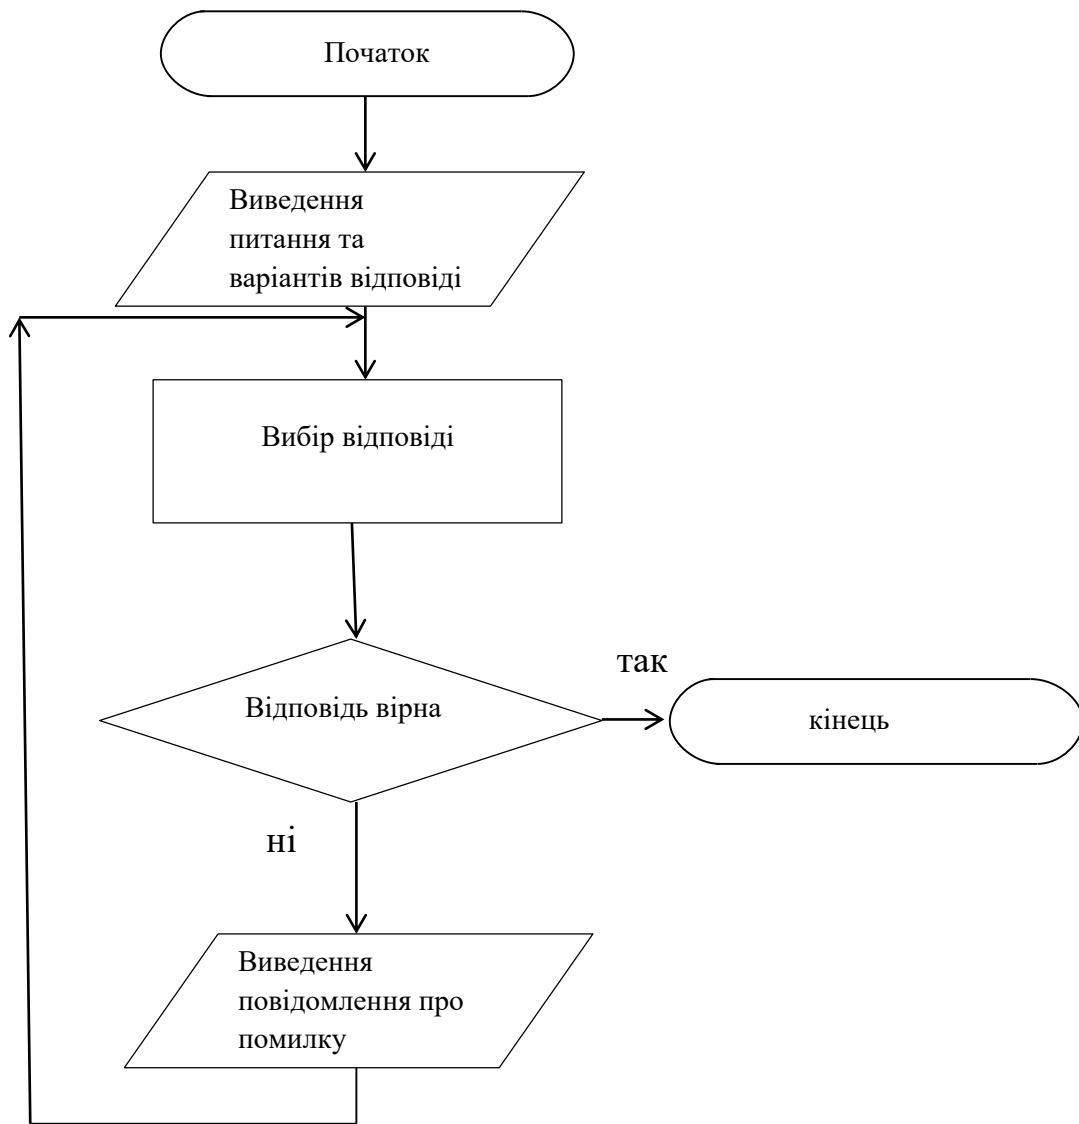 Початок
Виведення
питання та
варіантів відповіді
Вибір відповіді
Відповідь вірна
так
кінець
ні
Виведення
повідомлення про
помилку